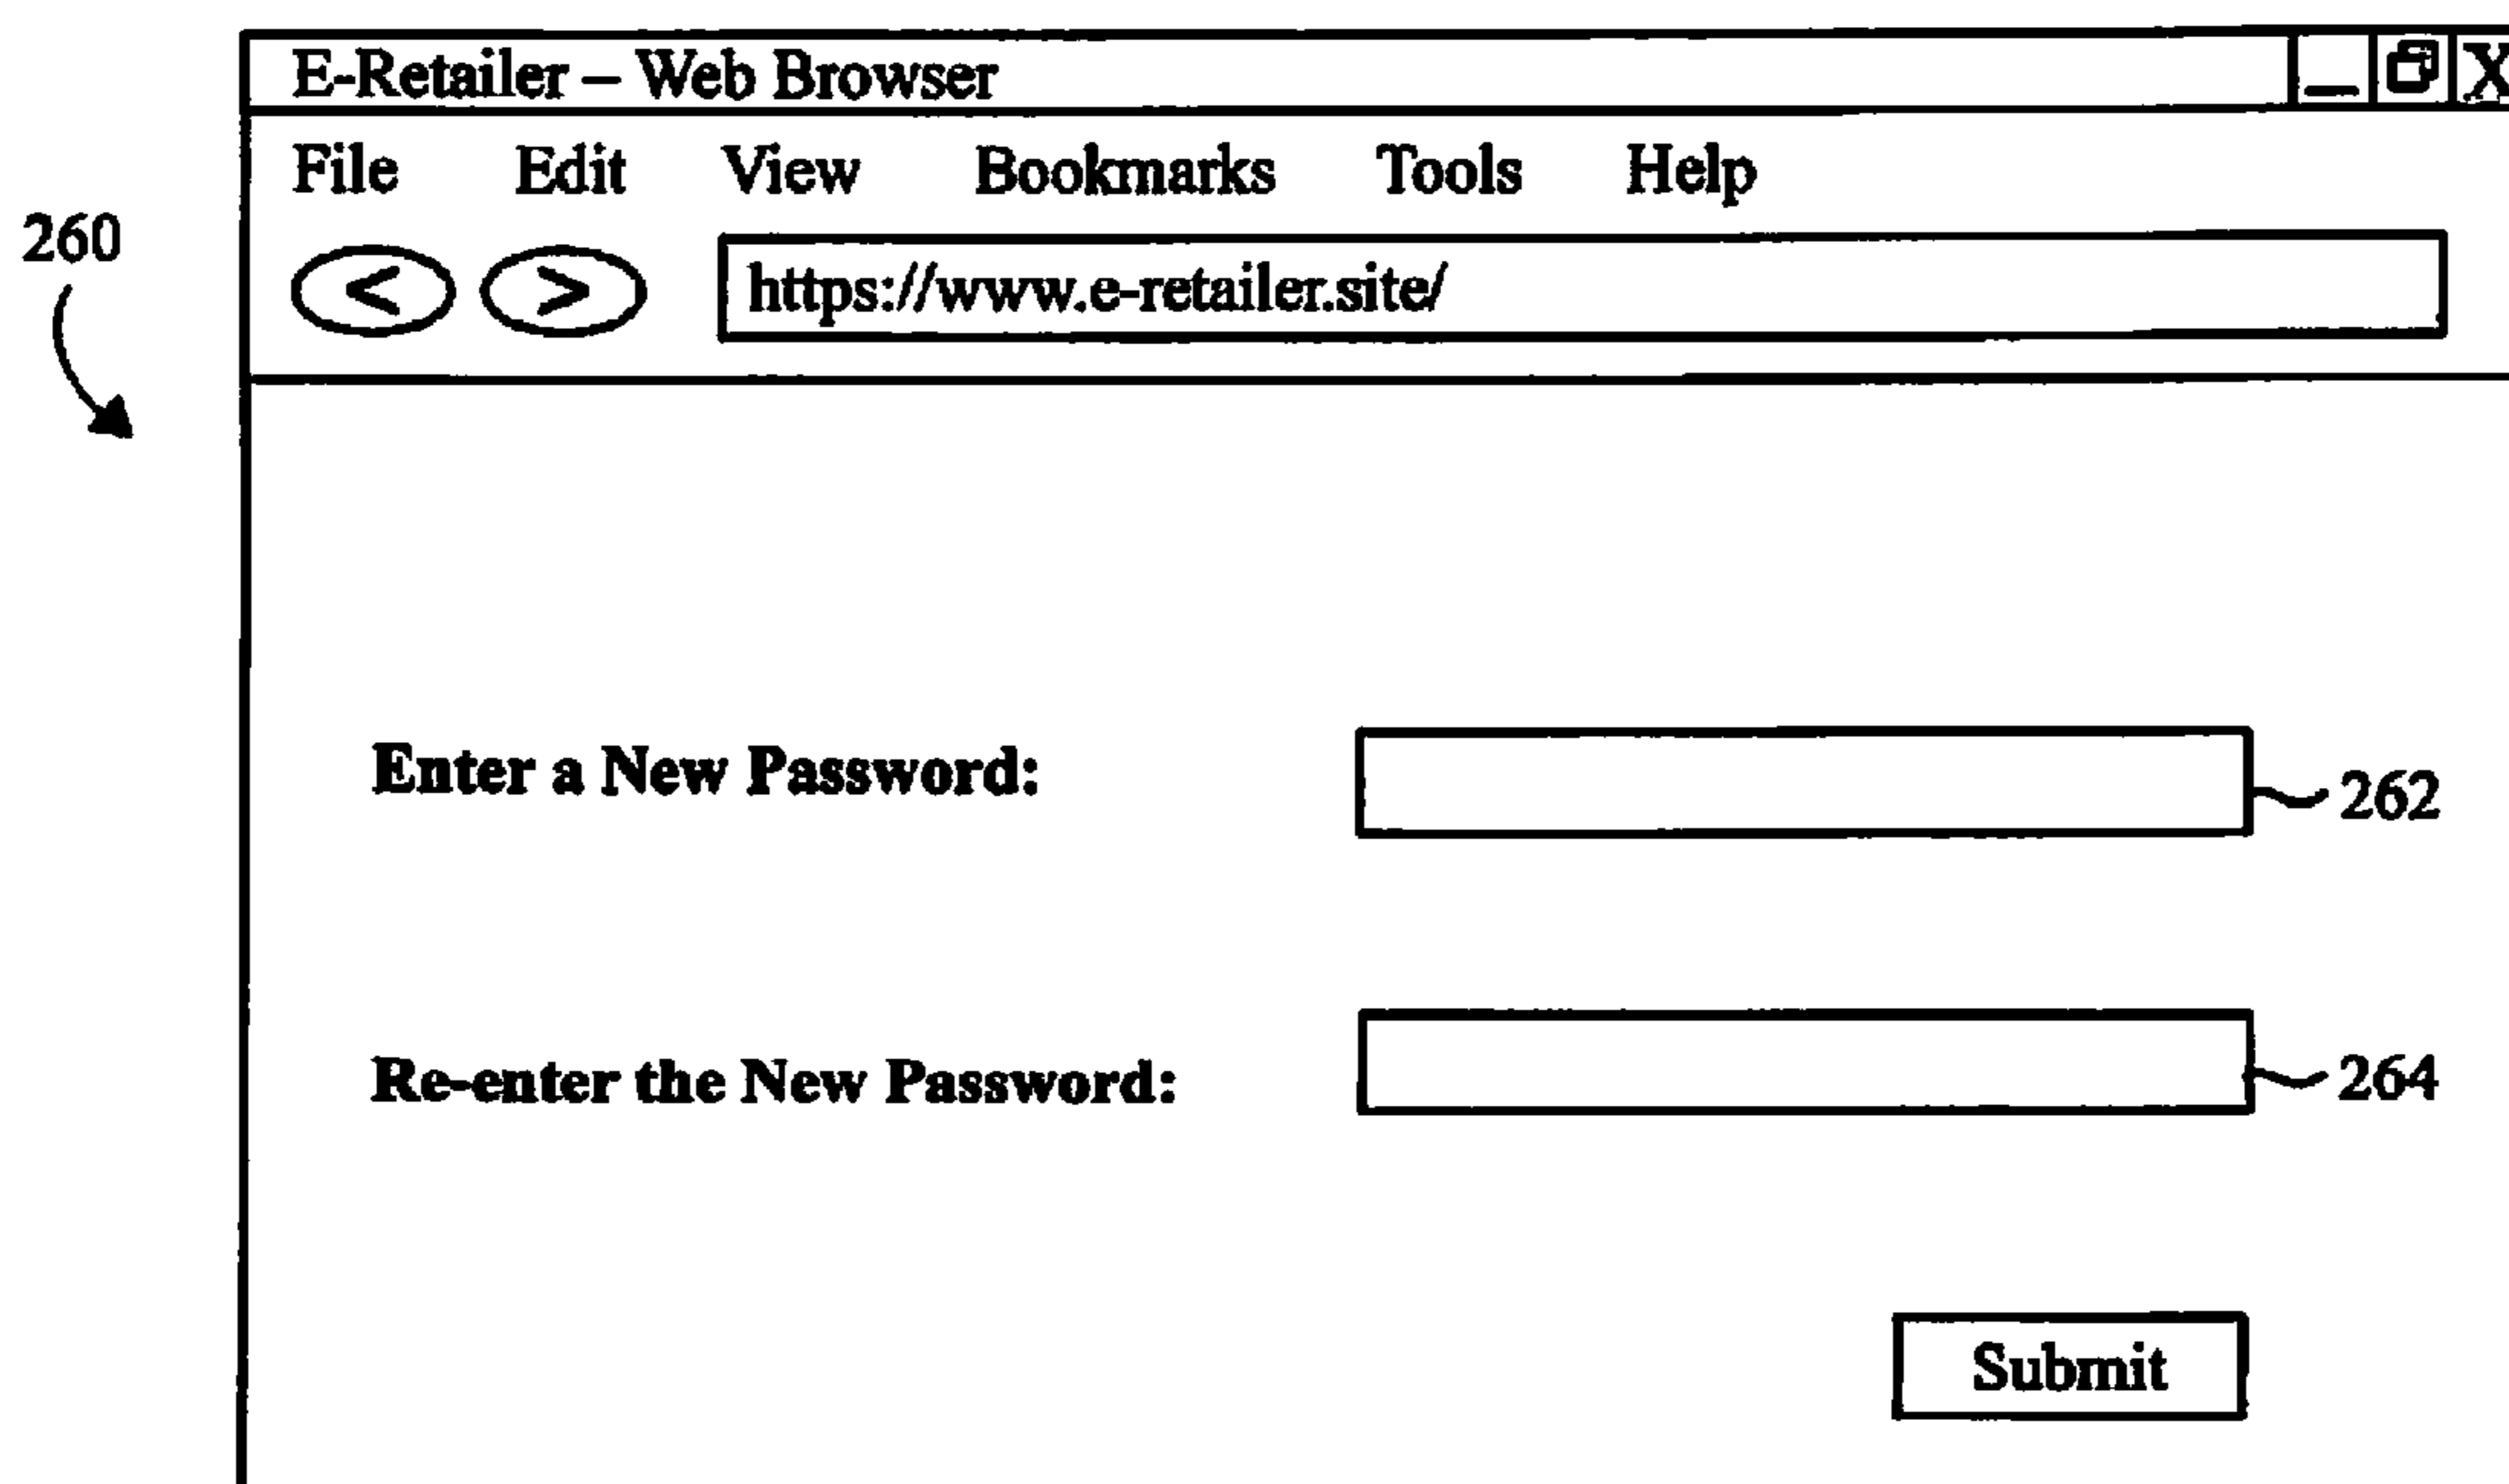 E-Retailer – Web Browser _ X
File Edit View Bookmarks Tools Help
260
< > https://www.e-retailer.site/
Enter a New Password: 262
Re-enter the New Password: 264
Submit